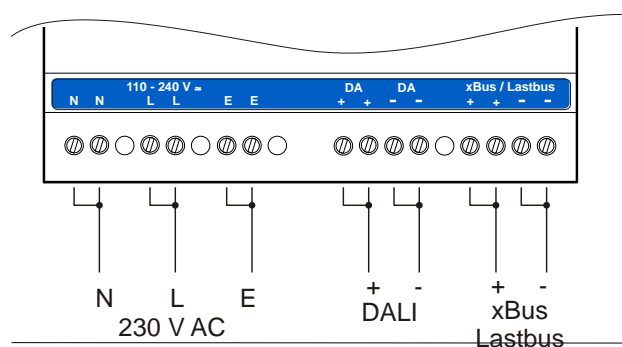 110 - 240 V ≃ DA DA xBus / Lastbus
N N L L E E + + - - + + - -
N L E + - + -
230 V AC DALI xBus
Lastbus